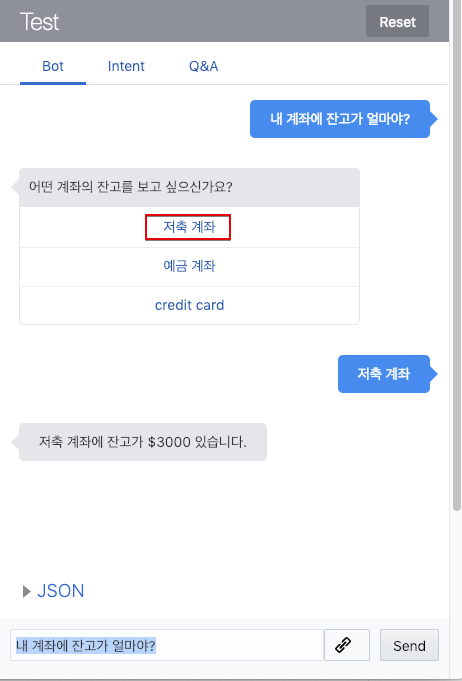 Test
Reset
Bot
Intent
Q&A
내 계좌에 잔고가 얼마야?
어떤 계좌의 잔고를 보고 싶으신가요?
저축 계좌
예금 계좌
credit card
저축 계좌
저축 계좌에 잔고가 $3000 있습니다.
JSON
내 계좌에 잔고가 얼마야?
Send